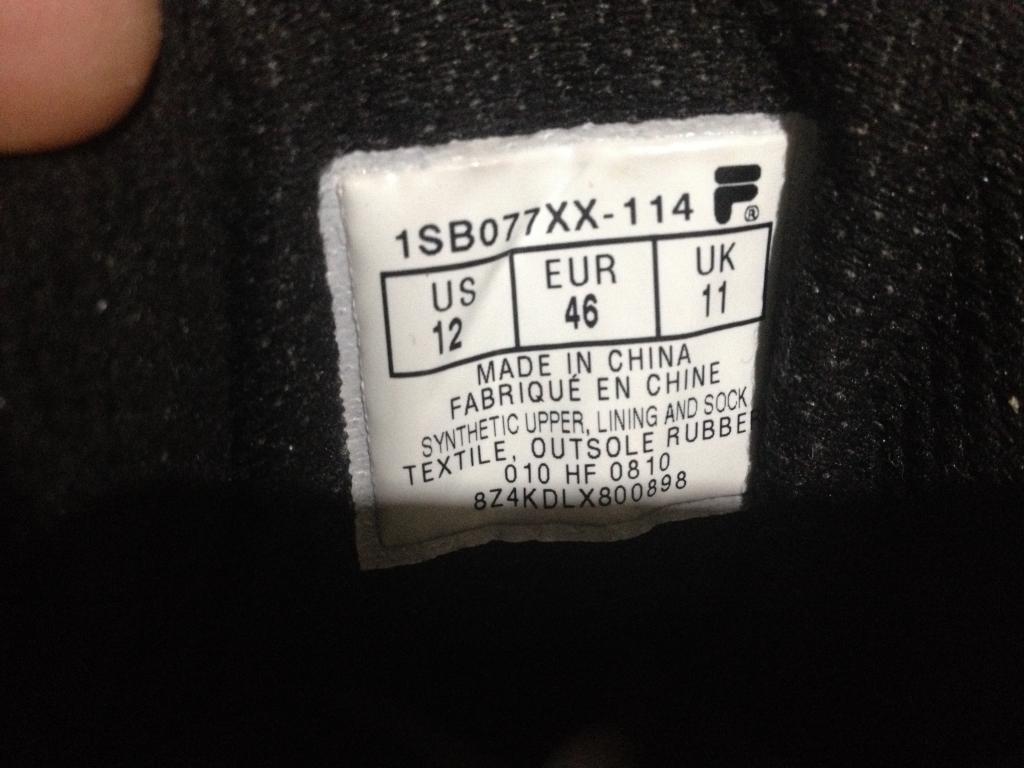 1SB077XX-114 F®
US EUR UK
12 46 11
MADE IN CHINA
FABRIQUÉ EN CHINE
SYNTHETIC UPPER, LINING AND SOCK
TEXTILE, OUTSOLE RUBBE
010 HF 0810
8Z4KDLX800898